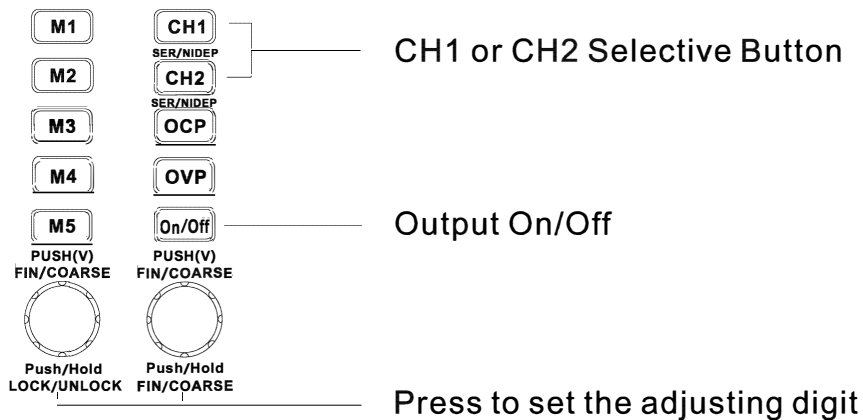 M1 CH1
SER/NIDEP
CH1 or CH2 Selective Button
M2 CH2
SER/NIDEP
M3 OCP
M4 OVP
M5 On/Off
Output On/Off
PUSH(V) PUSH(V)
FIN/COARSE FIN/COARSE
Push/Hold Push/Hold
LOCK/UNLOCK FIN/COARSE
Press to set the adjusting digit